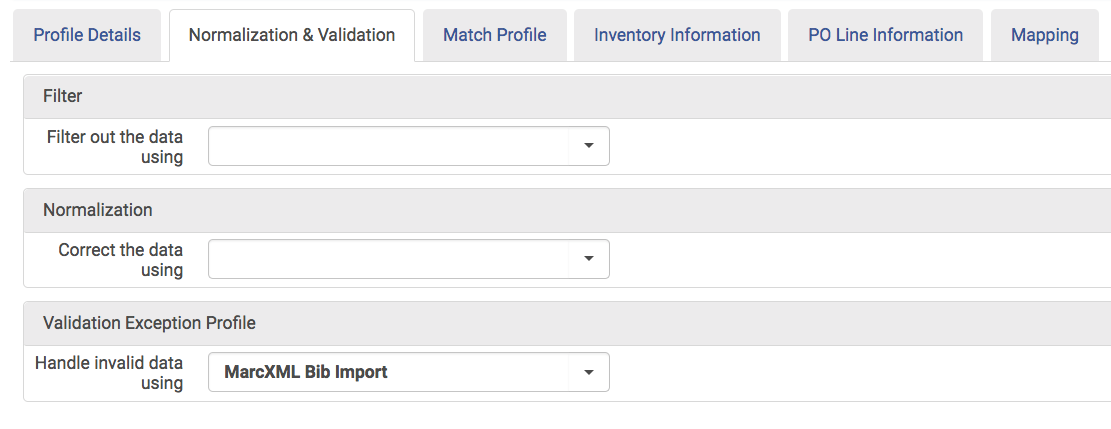 Profile Details Normalization & Validation Match Profile Inventory Information PO Line Information Mapping
Filter
Filter out the data
using
Normalization
Correct the data
using
Validation Exception Profile
Handle invalid data
using
MarcXML Bib Import